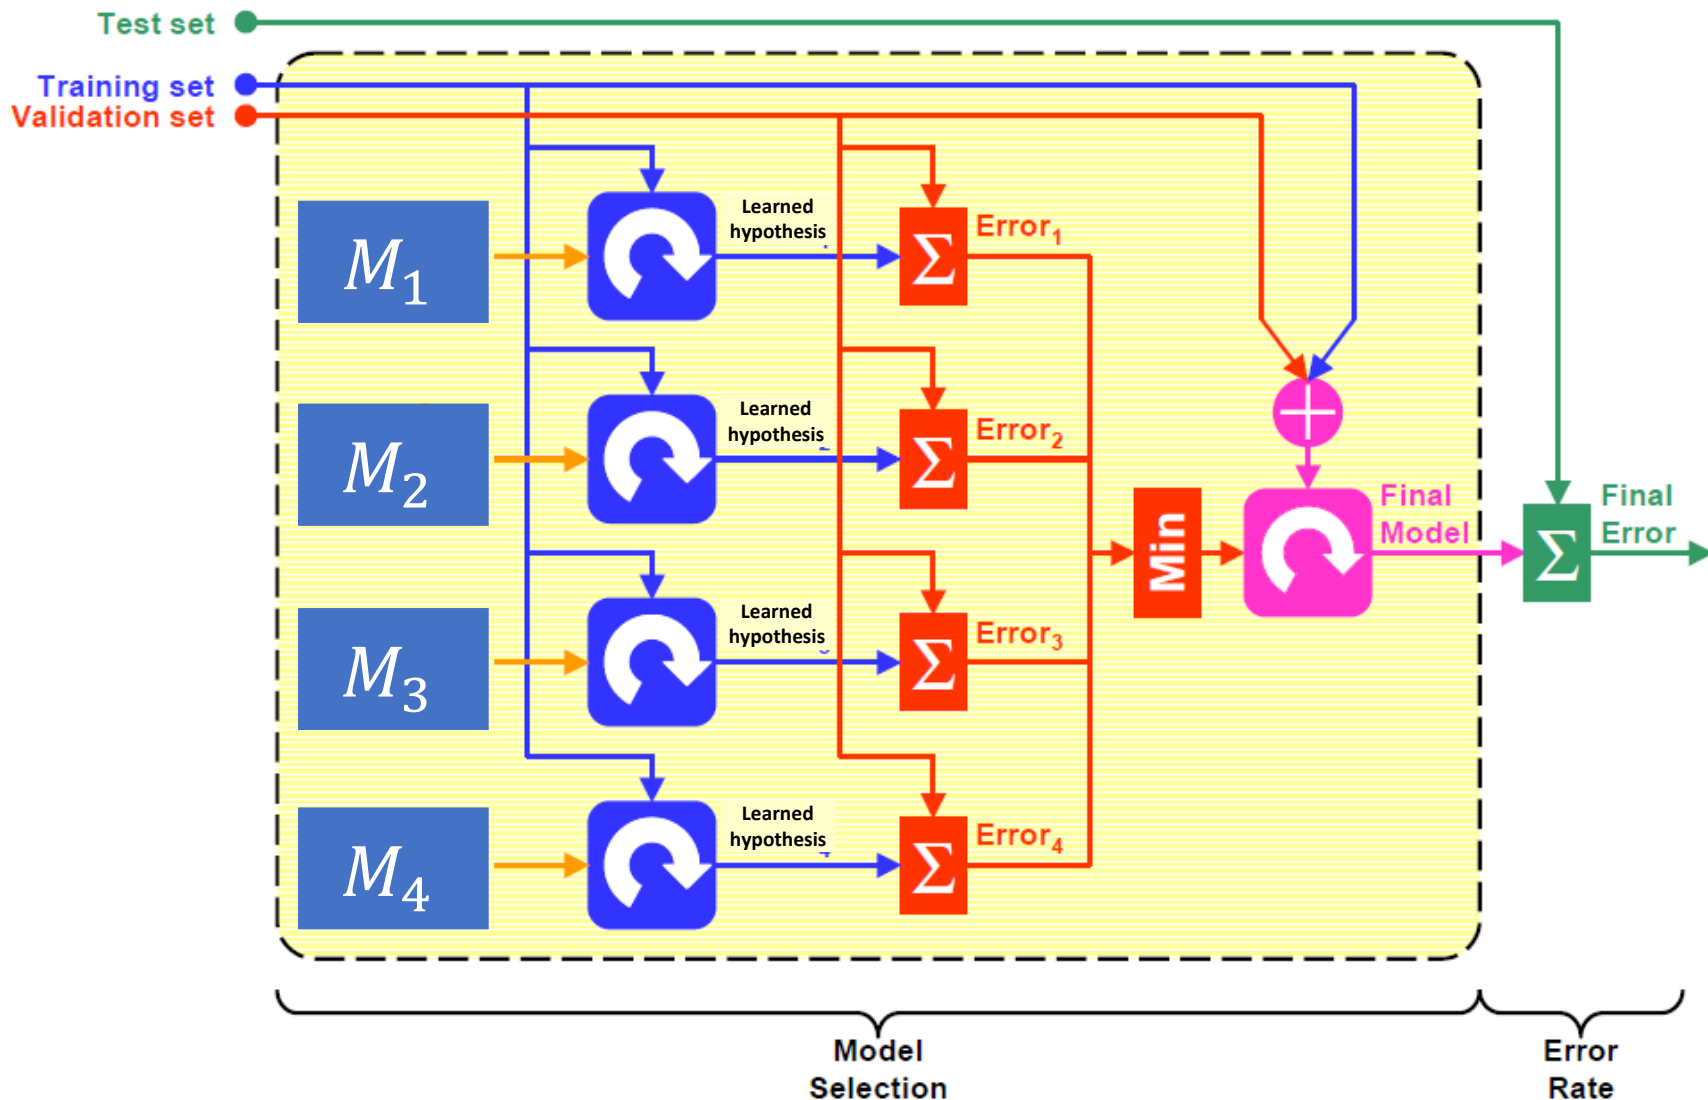 Test set
Training set
Validation set
M1
Learned
hypothesis
Σ
Error1
M2
Learned
hypothesis
Σ
Error2
Min
Final
Model
Σ
Final
Error
M3
Learned
hypothesis
Σ
Error3
M4
Learned
hypothesis
Σ
Error4
Model
Selection
Error
Rate